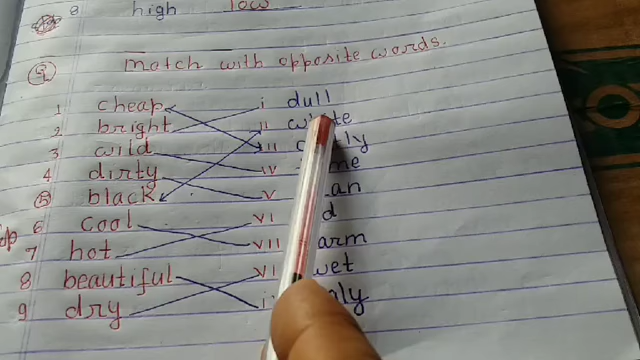 8 high low
9 match with opposite words.
1 cheap i dull
2 bright ii
3 wild iii
4 dirty iv
5 black v
6 cool vi
7 hot vii arm
8 beautiful vi wet
9 dry